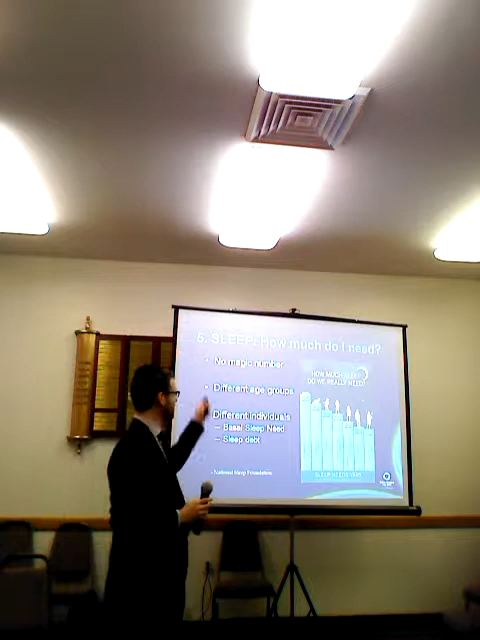 5. SLEEP: How much do I need?
• No magic number
• Different age groups
Different individuals
– Basal Sleep Need
– Sleep debt
- National Sleep Foundation
HOW MUCH SLEEP
DO WE REALLY NEED?